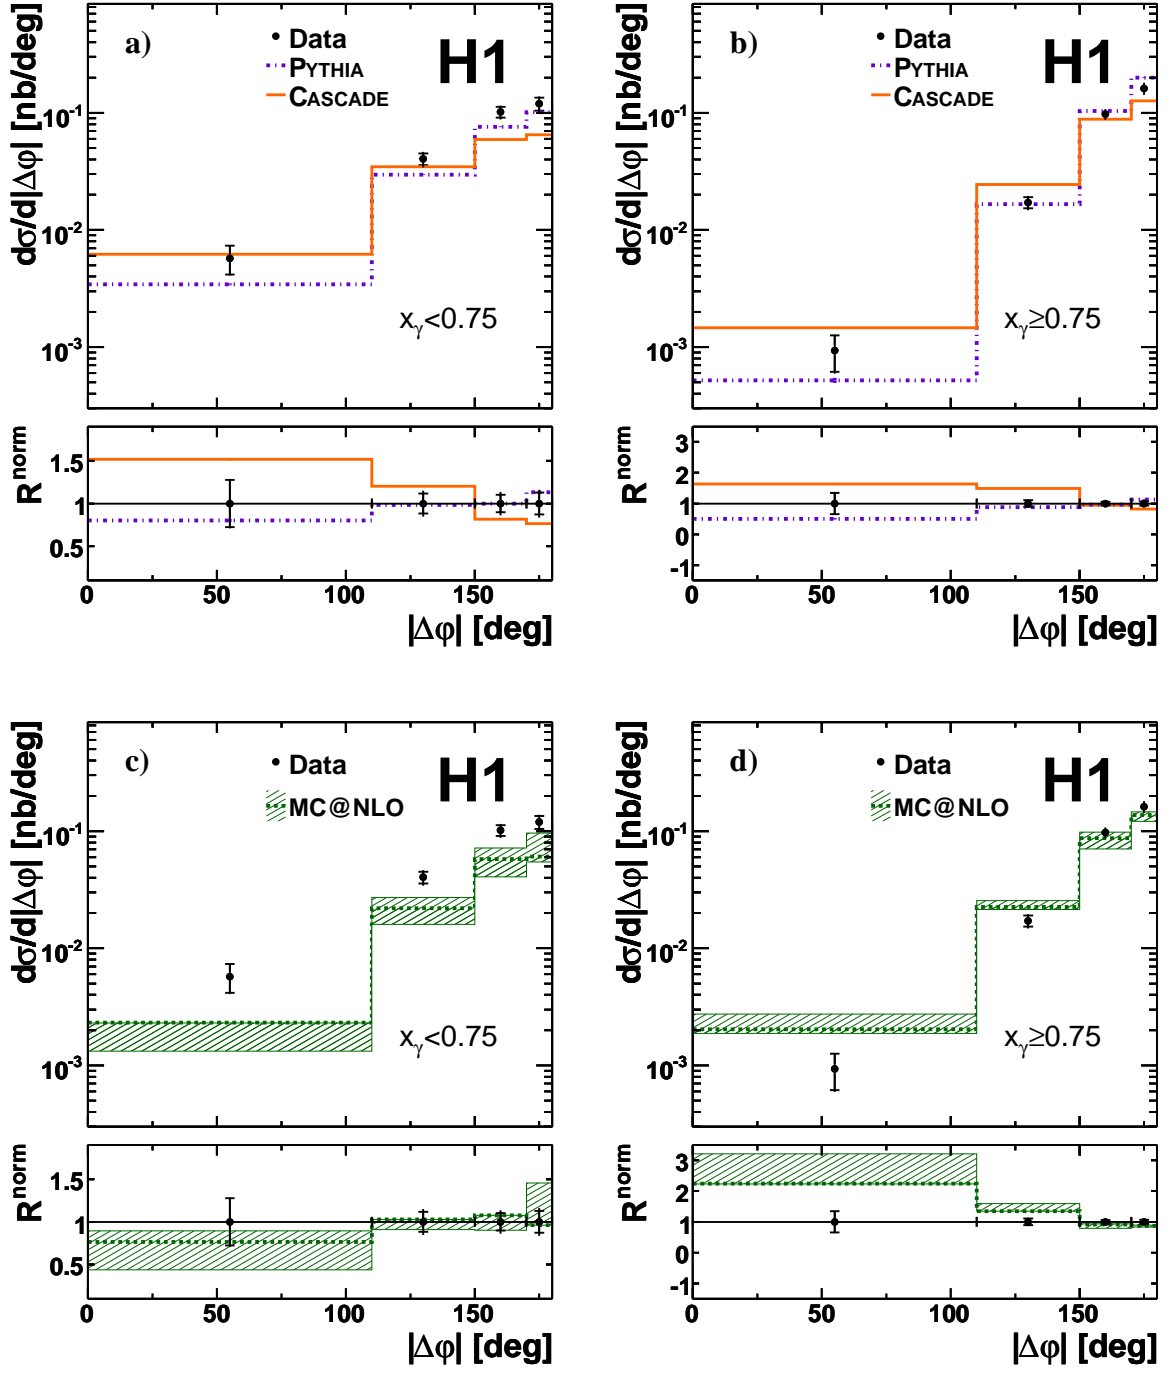 a)
Data
PYTHIA
CASCADE
H1
dσ/d|Δφ| [nb/deg]
10⁻¹
10⁻²
10⁻³
xγ<0.75
R^norm
1.5
1
0.5
0 50 100 150
|Δφ| [deg]
b)
Data
PYTHIA
CASCADE
H1
dσ/d|Δφ| [nb/deg]
10⁻¹
10⁻²
10⁻³
xγ≥0.75
R^norm
3
2
1
0
-1
0 50 100 150
|Δφ| [deg]
c)
Data
MC@NLO
H1
dσ/d|Δφ| [nb/deg]
10⁻¹
10⁻²
10⁻³
xγ<0.75
R^norm
1.5
1
0.5
0 50 100 150
|Δφ| [deg]
d)
Data
MC@NLO
H1
dσ/d|Δφ| [nb/deg]
10⁻¹
10⁻²
10⁻³
xγ≥0.75
R^norm
3
2
1
0
-1
0 50 100 150
|Δφ| [deg]